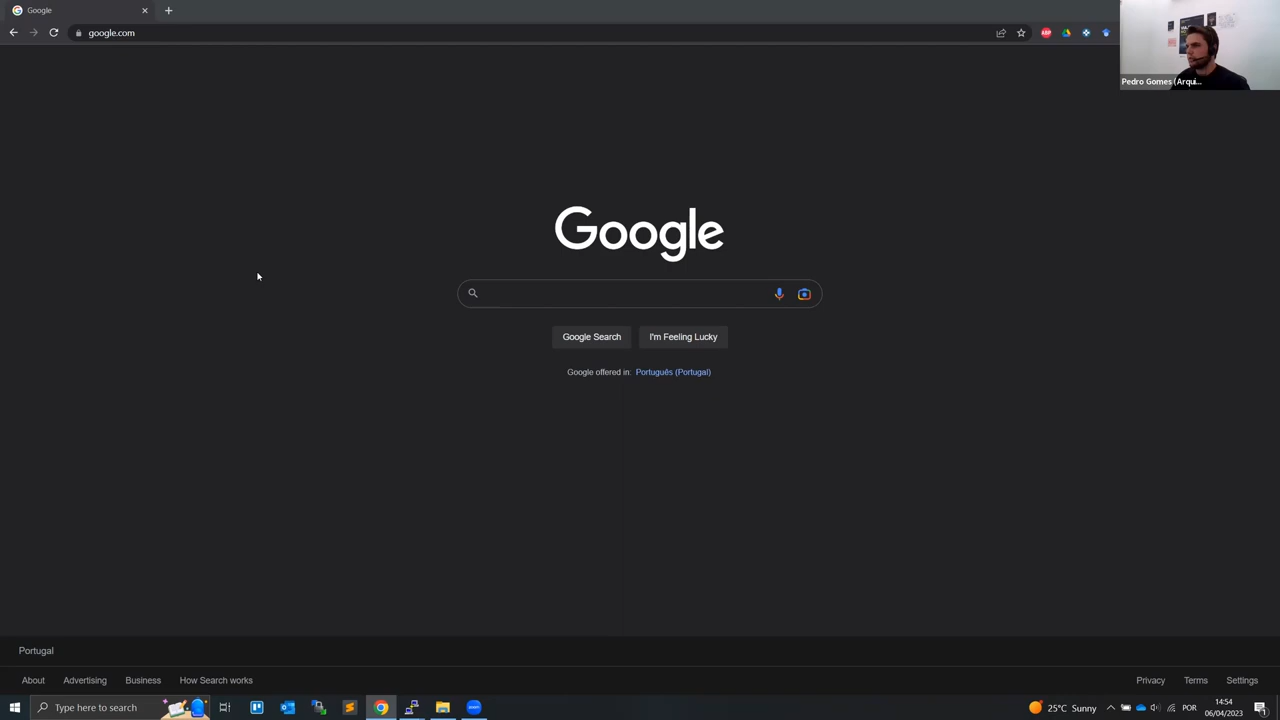 Google
google.com
Pedro Gomes (Arqui...
Google
Google Search
I'm Feeling Lucky
Google offered in: Português (Portugal)
Portugal
About
Advertising
Business
How Search works
Privacy
Terms
Settings
Type here to search
25°C Sunny
POR
14:54
06/04/2023